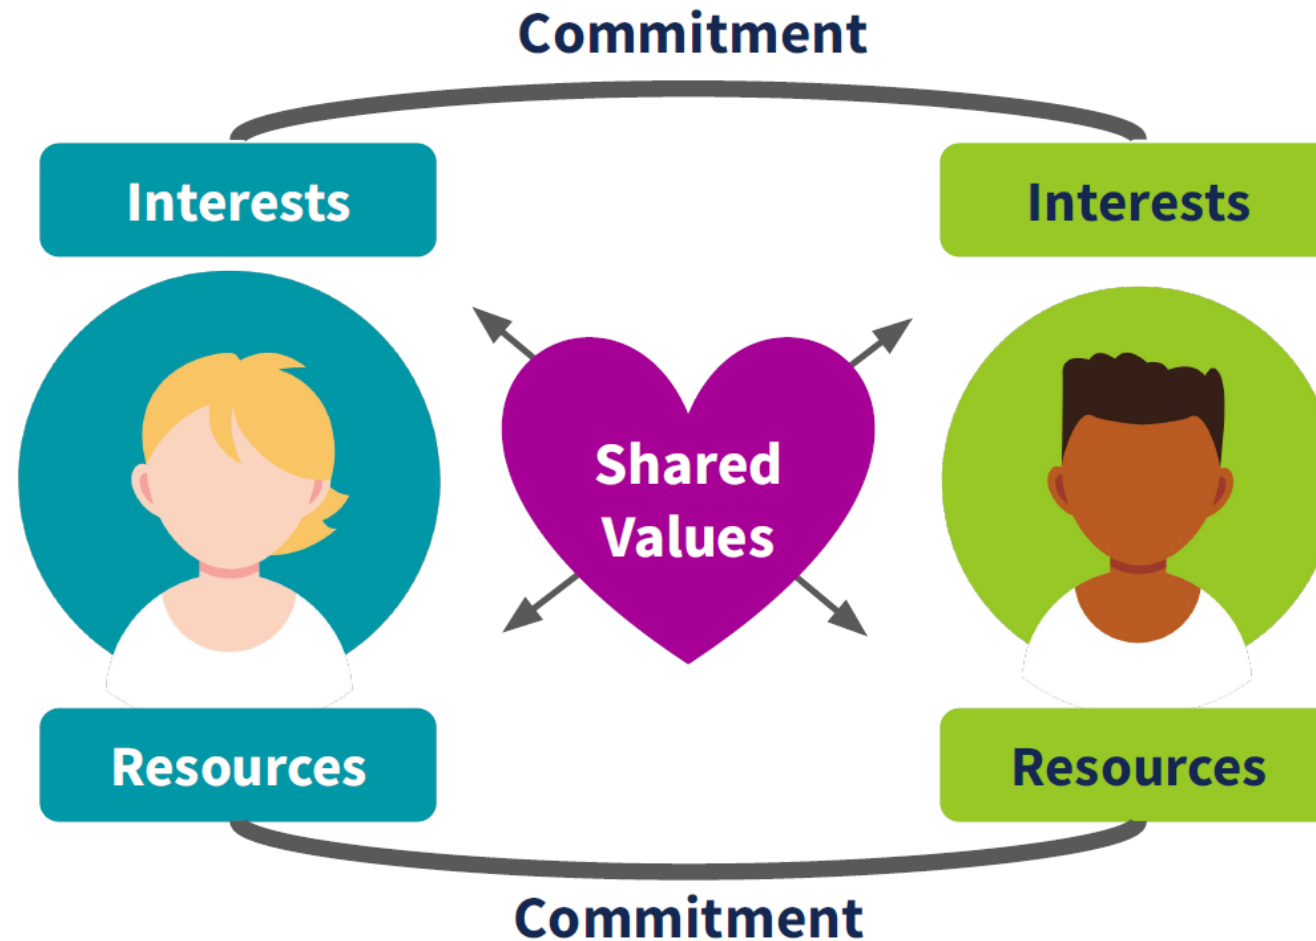 Commitment
Interests
Interests
Shared
Values
Resources
Resources
Commitment